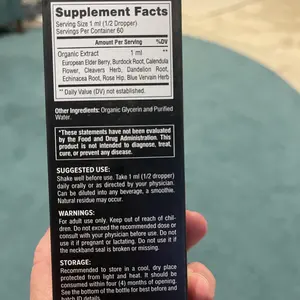 Supplement Facts
Serving Size 1 ml (1/2 Dropper)
Servings Per Container 60
Amount Per Serving %DV
Organic Extract 1 ml **
European Elder Berry, Burdock Root, Calendula
Flower, Cleavers Herb, Dandelion Root,
Echinacea Root, Rose Hip, Blue Vervain Herb
** Daily Value (DV) not established.
Other Ingredients: Organic Glycerin and Purified
Water.
*These statements have not been evaluated
by the Food and Drug Administration. This
product is not intended to diagnose, treat,
cure, or prevent any disease.
SUGGESTED USE:
Shake well before use. Take 1 ml (1/2 dropper)
daily orally or as directed by your physician.
Can be diluted into any beverage, a smoothie.
Natural residue may occur.
WARNINGS:
For adult use only. Keep out of reach of chil-
dren. Do not exceed the recommended dose or
consult with your physician before use. Do not
use it if pregnant or lactating. Do not use it if
the neckband seal is broken or missing.
STORAGE:
Recommended to store in a cool, dry place
protected from light and heat. It should be
consumed within four (4) months of opening.
See the bottom of the bottle for best before and
batch ID details.